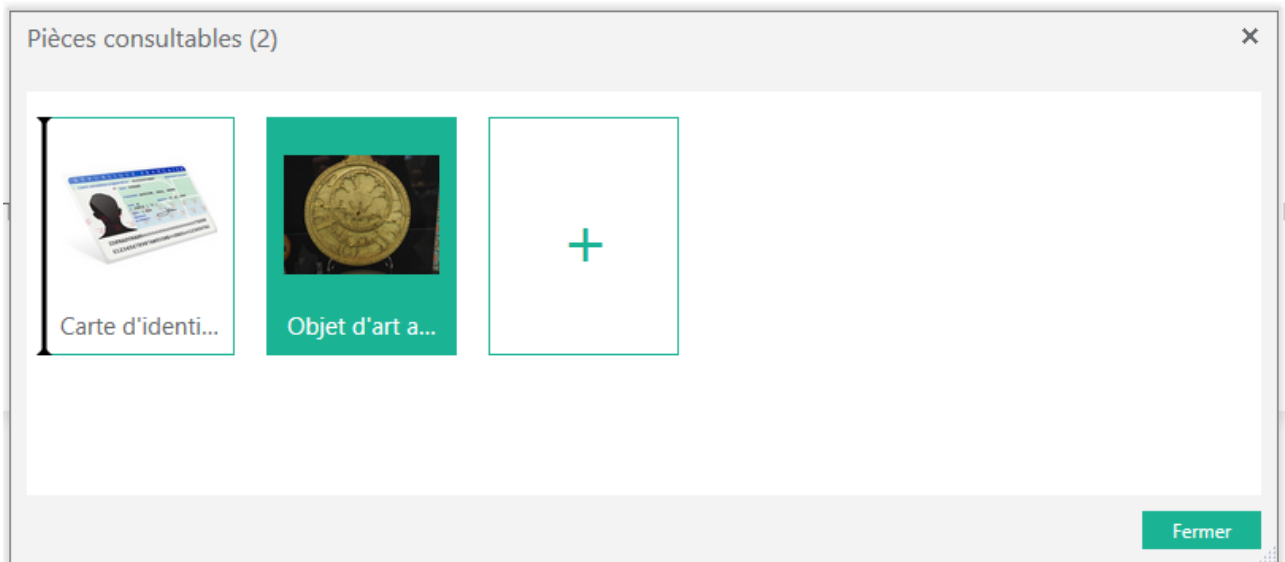 Pièces consultables (2)
Carte d'identi...
Objet d'art a...
+
Fermer